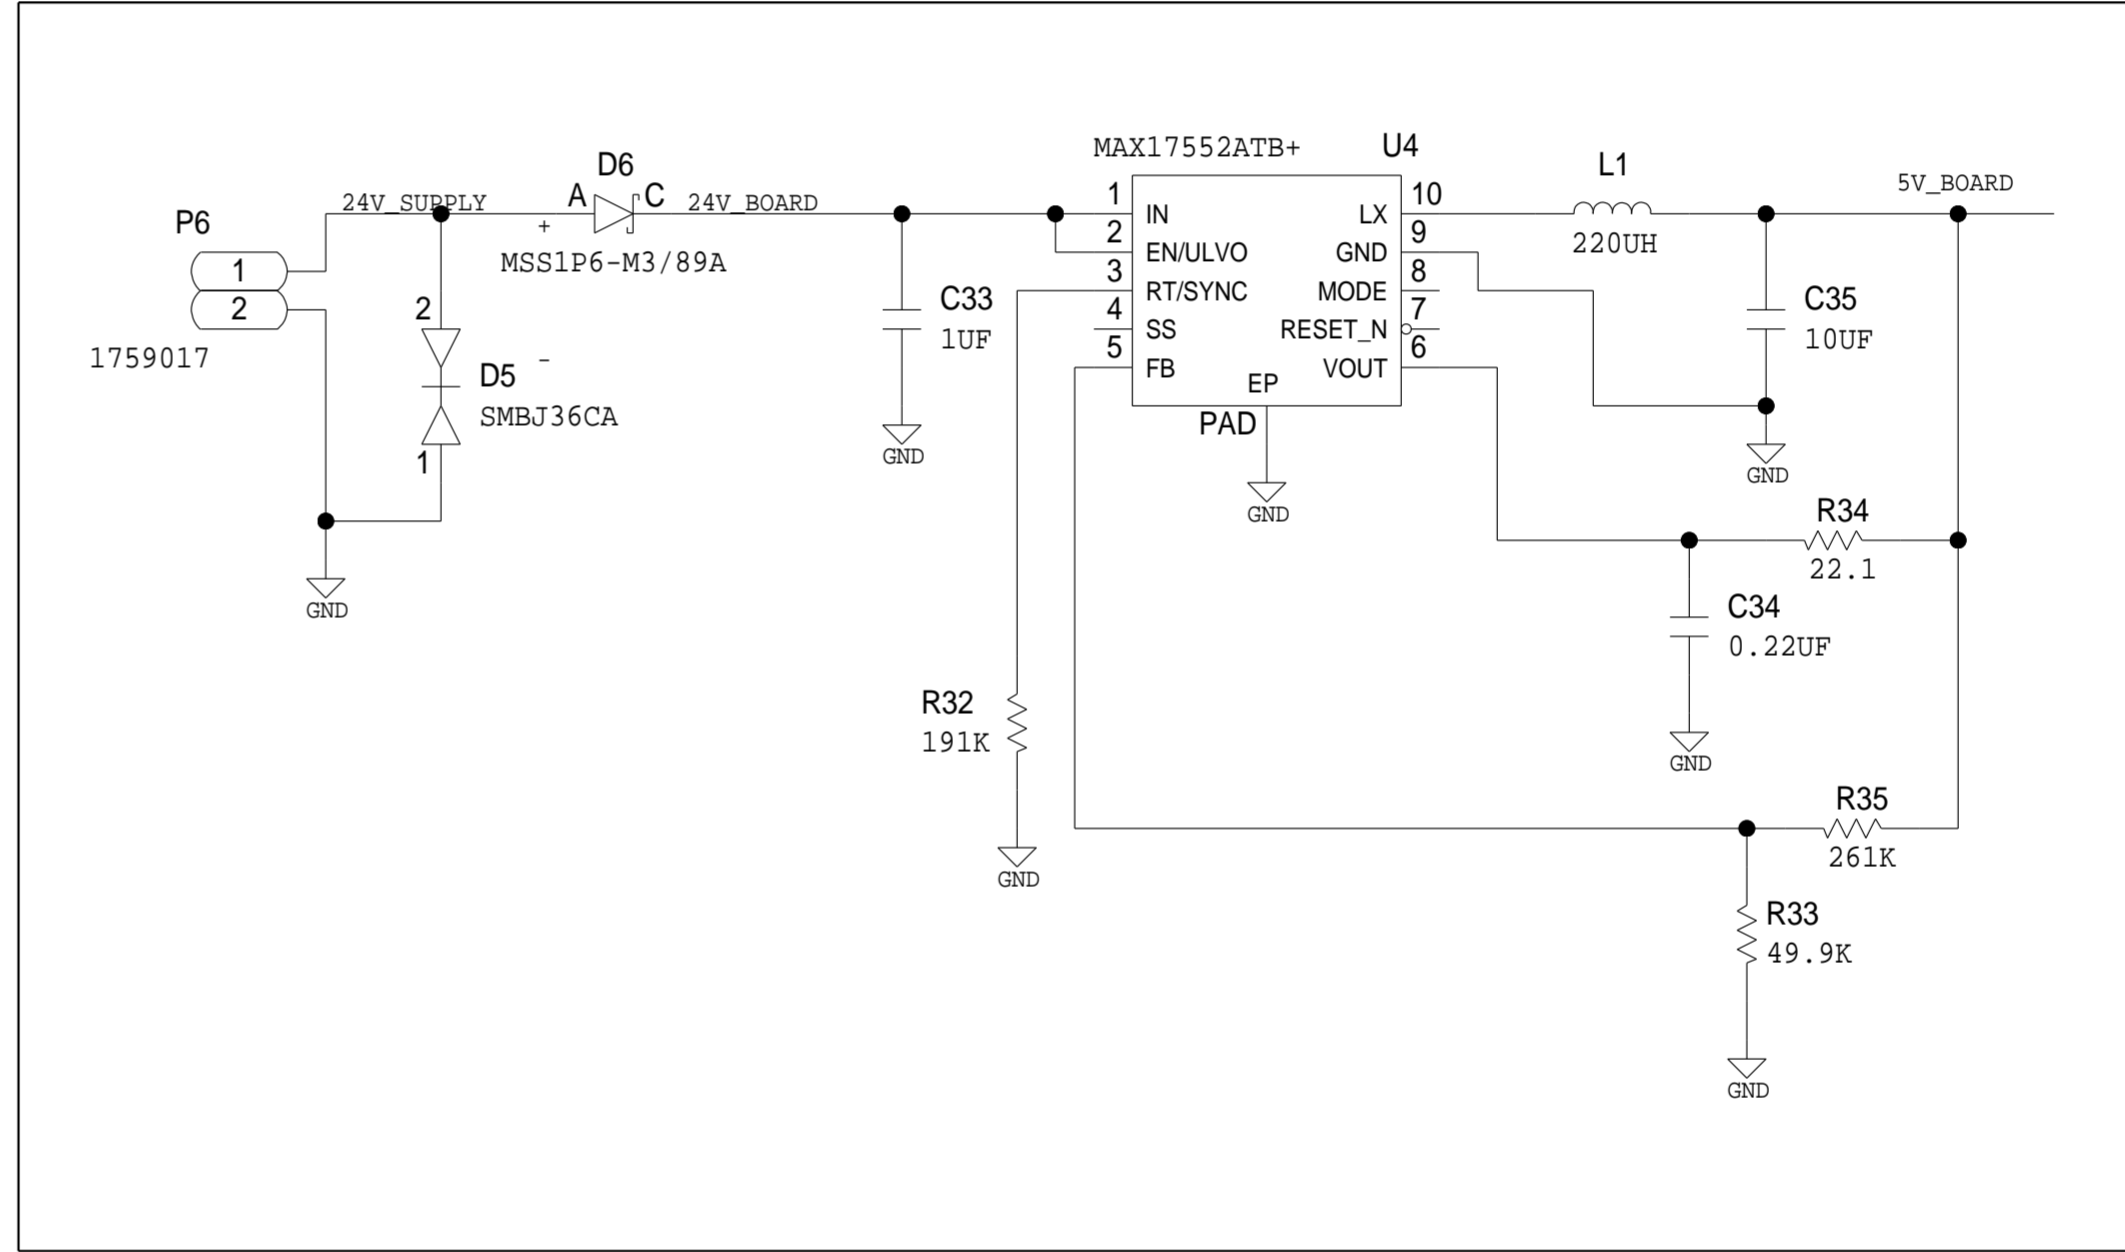 MAX17552ATB+
U4
D6
L1
A
C
24V_SUPPLY
24V_BOARD
5V_BOARD
P6
+
MSS1P6-M3/89A
1
2
1759017
2
-
D5
SMBJ36CA
1
GND
C33
1UF
GND
1
2
3
4
5
IN
EN/ULVO
RT/SYNC
SS
FB
LX
GND
MODE
RESET_N
VOUT
EP
PAD
10
9
8
7
6
GND
220UH
C35
10UF
GND
R34
22.1
C34
0.22UF
GND
R32
191K
GND
R35
261K
R33
49.9K
GND